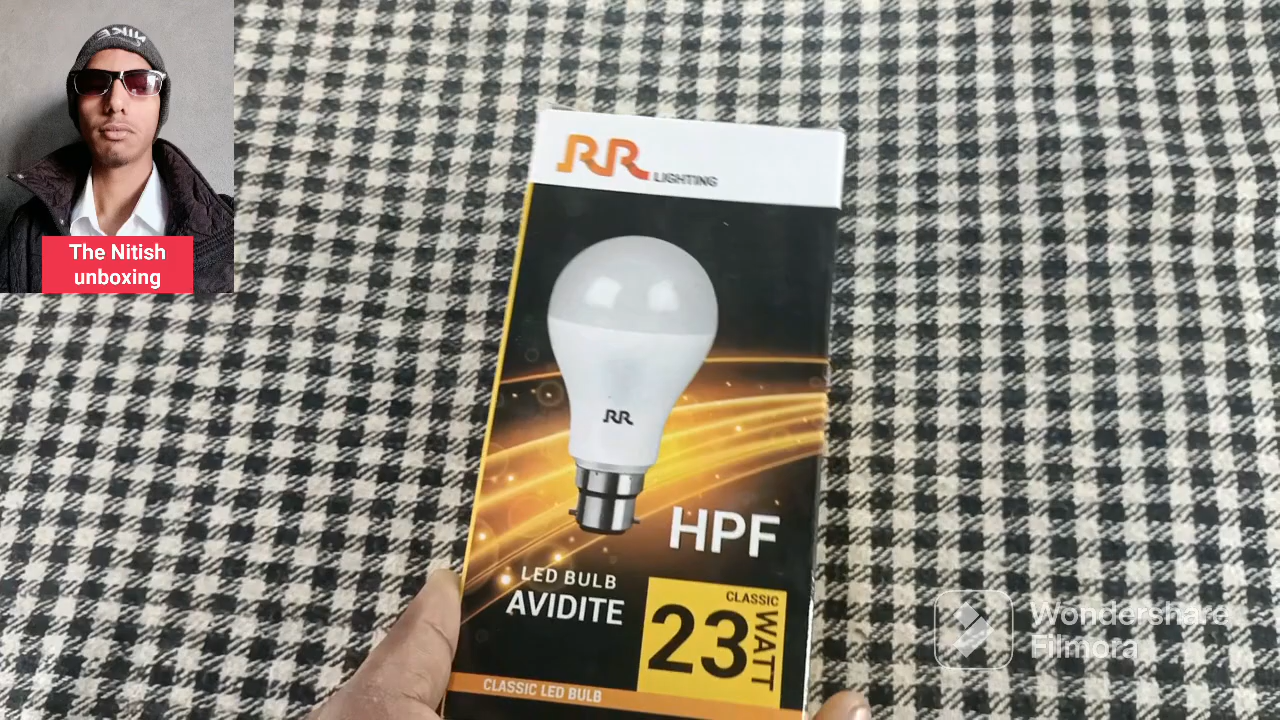 NIKE
The Nitish
unboxing
RR LIGHTING
RR
HPF
LED BULB
AVIDITE
CLASSIC
23
WATT
CLASSIC LED BULB
Wondershare
Filmora